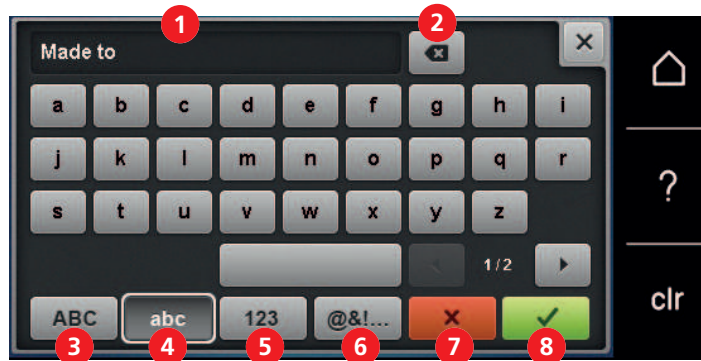 1 2
Made to
a b c d e f g h i
j k l m n o p q r
s t u v w x y z
?
1/2
ABC abc 123 @&!...
clr
3 4 5 6 7 8